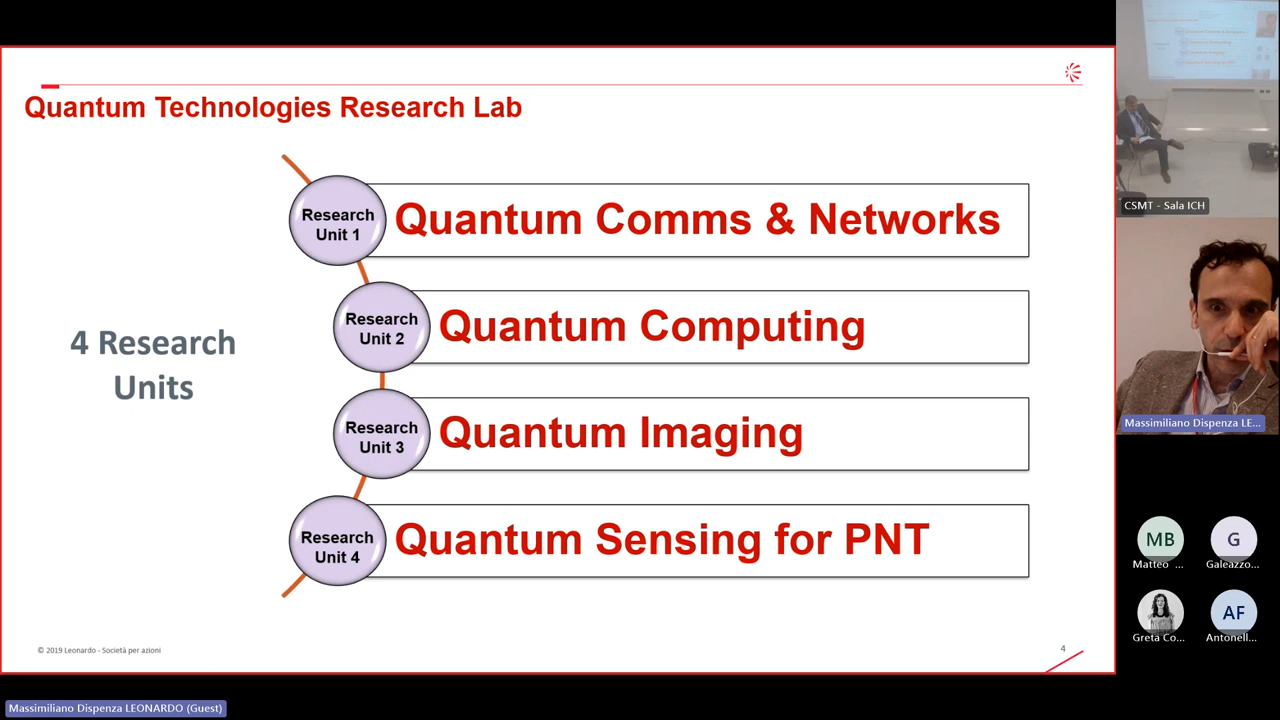 Quantum Technologies Research Lab
4 Research
Units
Research
Unit 1
Quantum Comms & Networks
Research
Unit 2
Quantum Computing
Research
Unit 3
Quantum Imaging
Research
Unit 4
Quantum Sensing for PNT
© 2019 Leonardo - Società per azioni
4
CSMT - Sala ICH
Massimiliano Dispenza LE...
MB
Matteo ...
G
Galeazzo...
Greta Co...
AF
Antonell...
Massimiliano Dispenza LEONARDO (Guest)